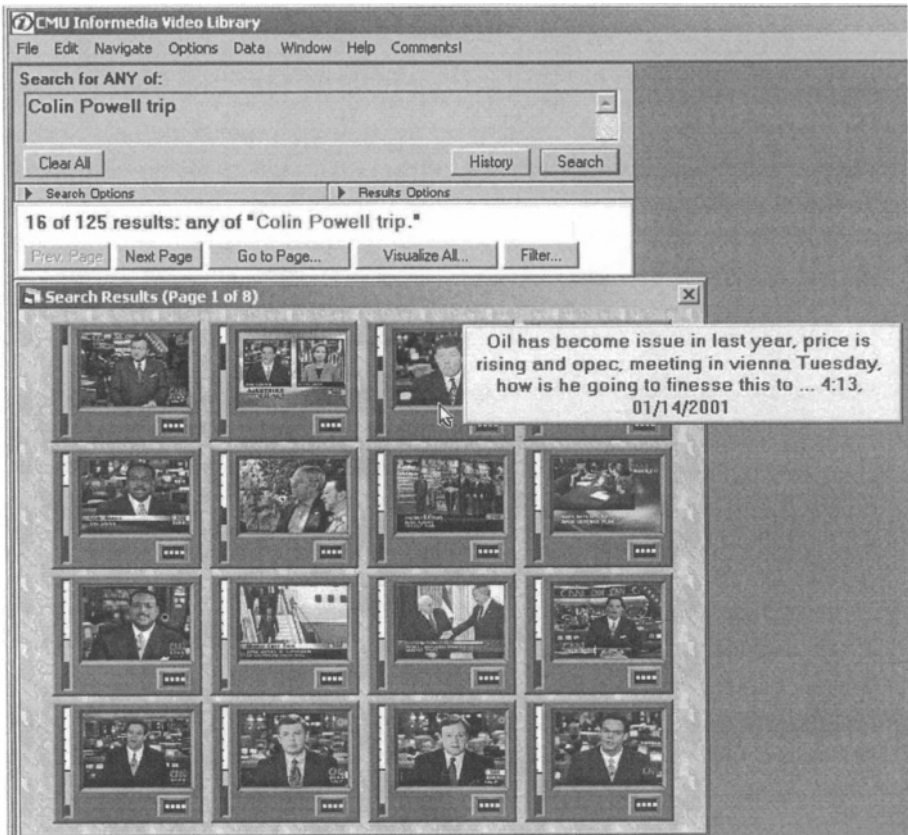 CMU Informedia Video Library
File Edit Navigate Options Data Window Help Comments!
Search for ANY of:
Colin Powell trip
Clear All History Search
Search Options Results Options
16 of 125 results: any of "Colin Powell trip."
Prev. Page Next Page Go to Page... Visualize All... Filter...
Search Results (Page 1 of 8)
Oil has become issue in last year, price is
rising and opec, meeting in vienna Tuesday,
how is he going to finesse this to ... 4:13,
01/14/2001